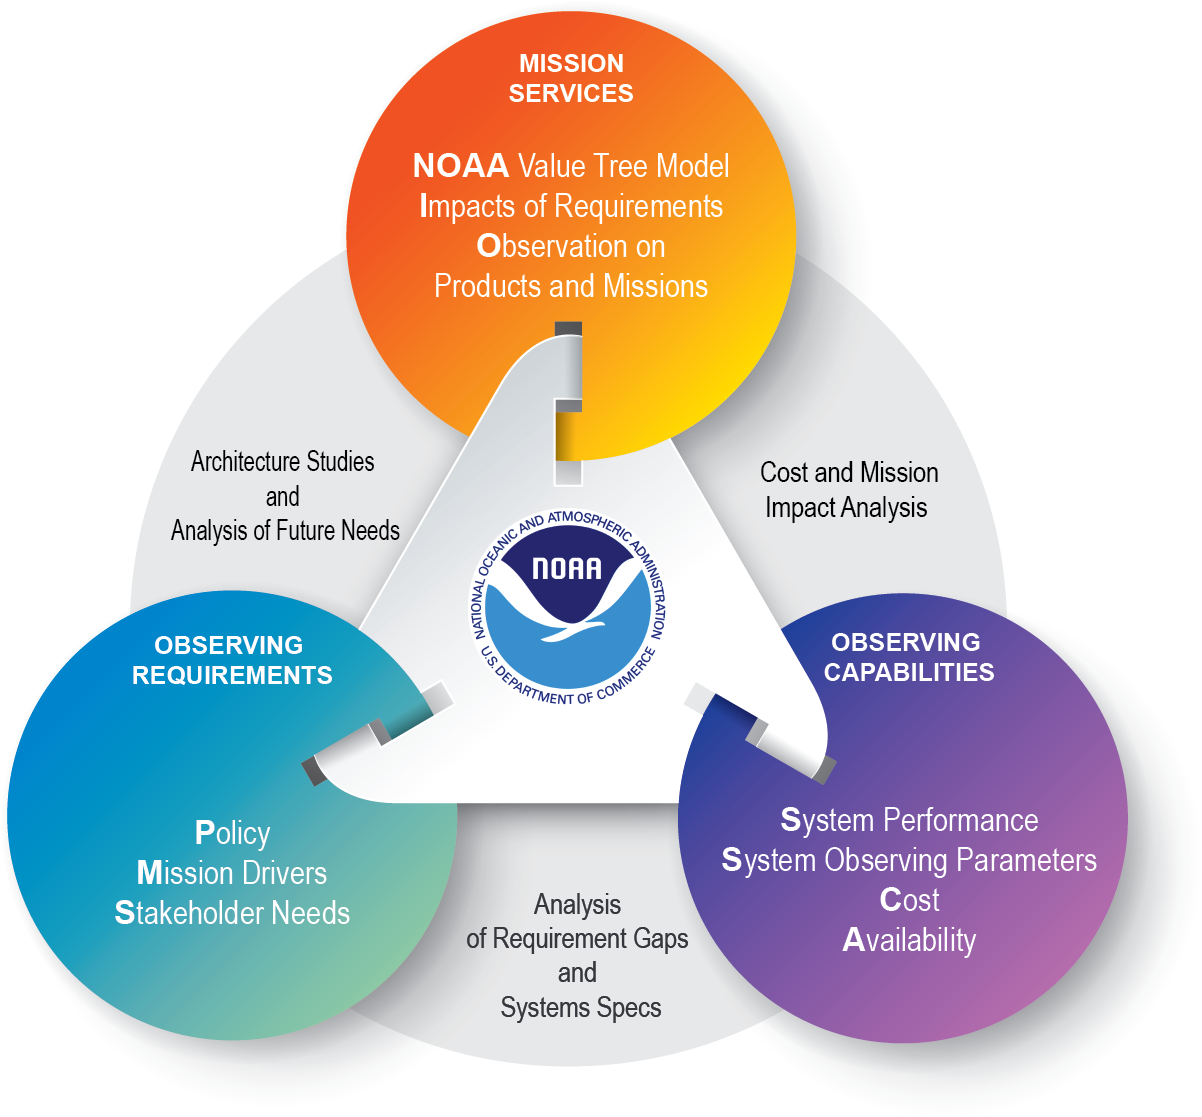 MISSION
SERVICES
NOAA Value Tree Model
Impacts of Requirements
Observation on
Products and Missions
Architecture Studies
and
Analysis of Future Needs
Cost and Mission
Impact Analysis
NATIONAL OCEANIC AND ATMOSPHERIC ADMINISTRATION
NOAA
U.S. DEPARTMENT OF COMMERCE
OBSERVING
REQUIREMENTS
Policy
Mission Drivers
Stakeholder Needs
OBSERVING
CAPABILITIES
System Performance
System Observing Parameters
Cost
Availability
Analysis
of Requirement Gaps
and
Systems Specs